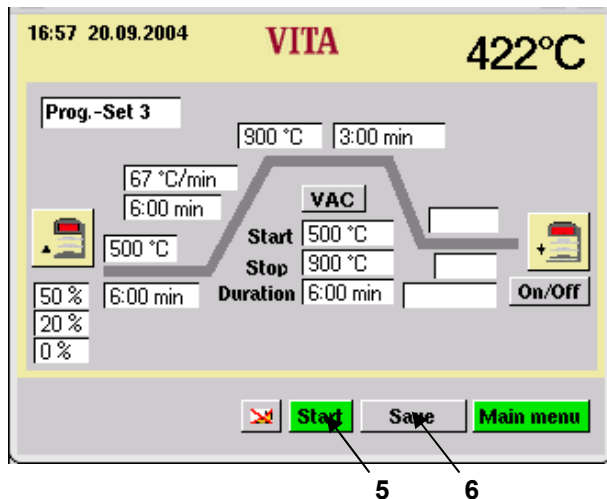 16:57 20.09.2004 VITA 422°C
Prog.-Set 3
900 °C 3:00 min
67 °C/min
6:00 min
VAC
500 °C
Start 500 °C
Stop 900 °C
6:00 min
Duration 6:00 min
On/Off
50 %
20 %
0 %
Start Save Main menu
5 6